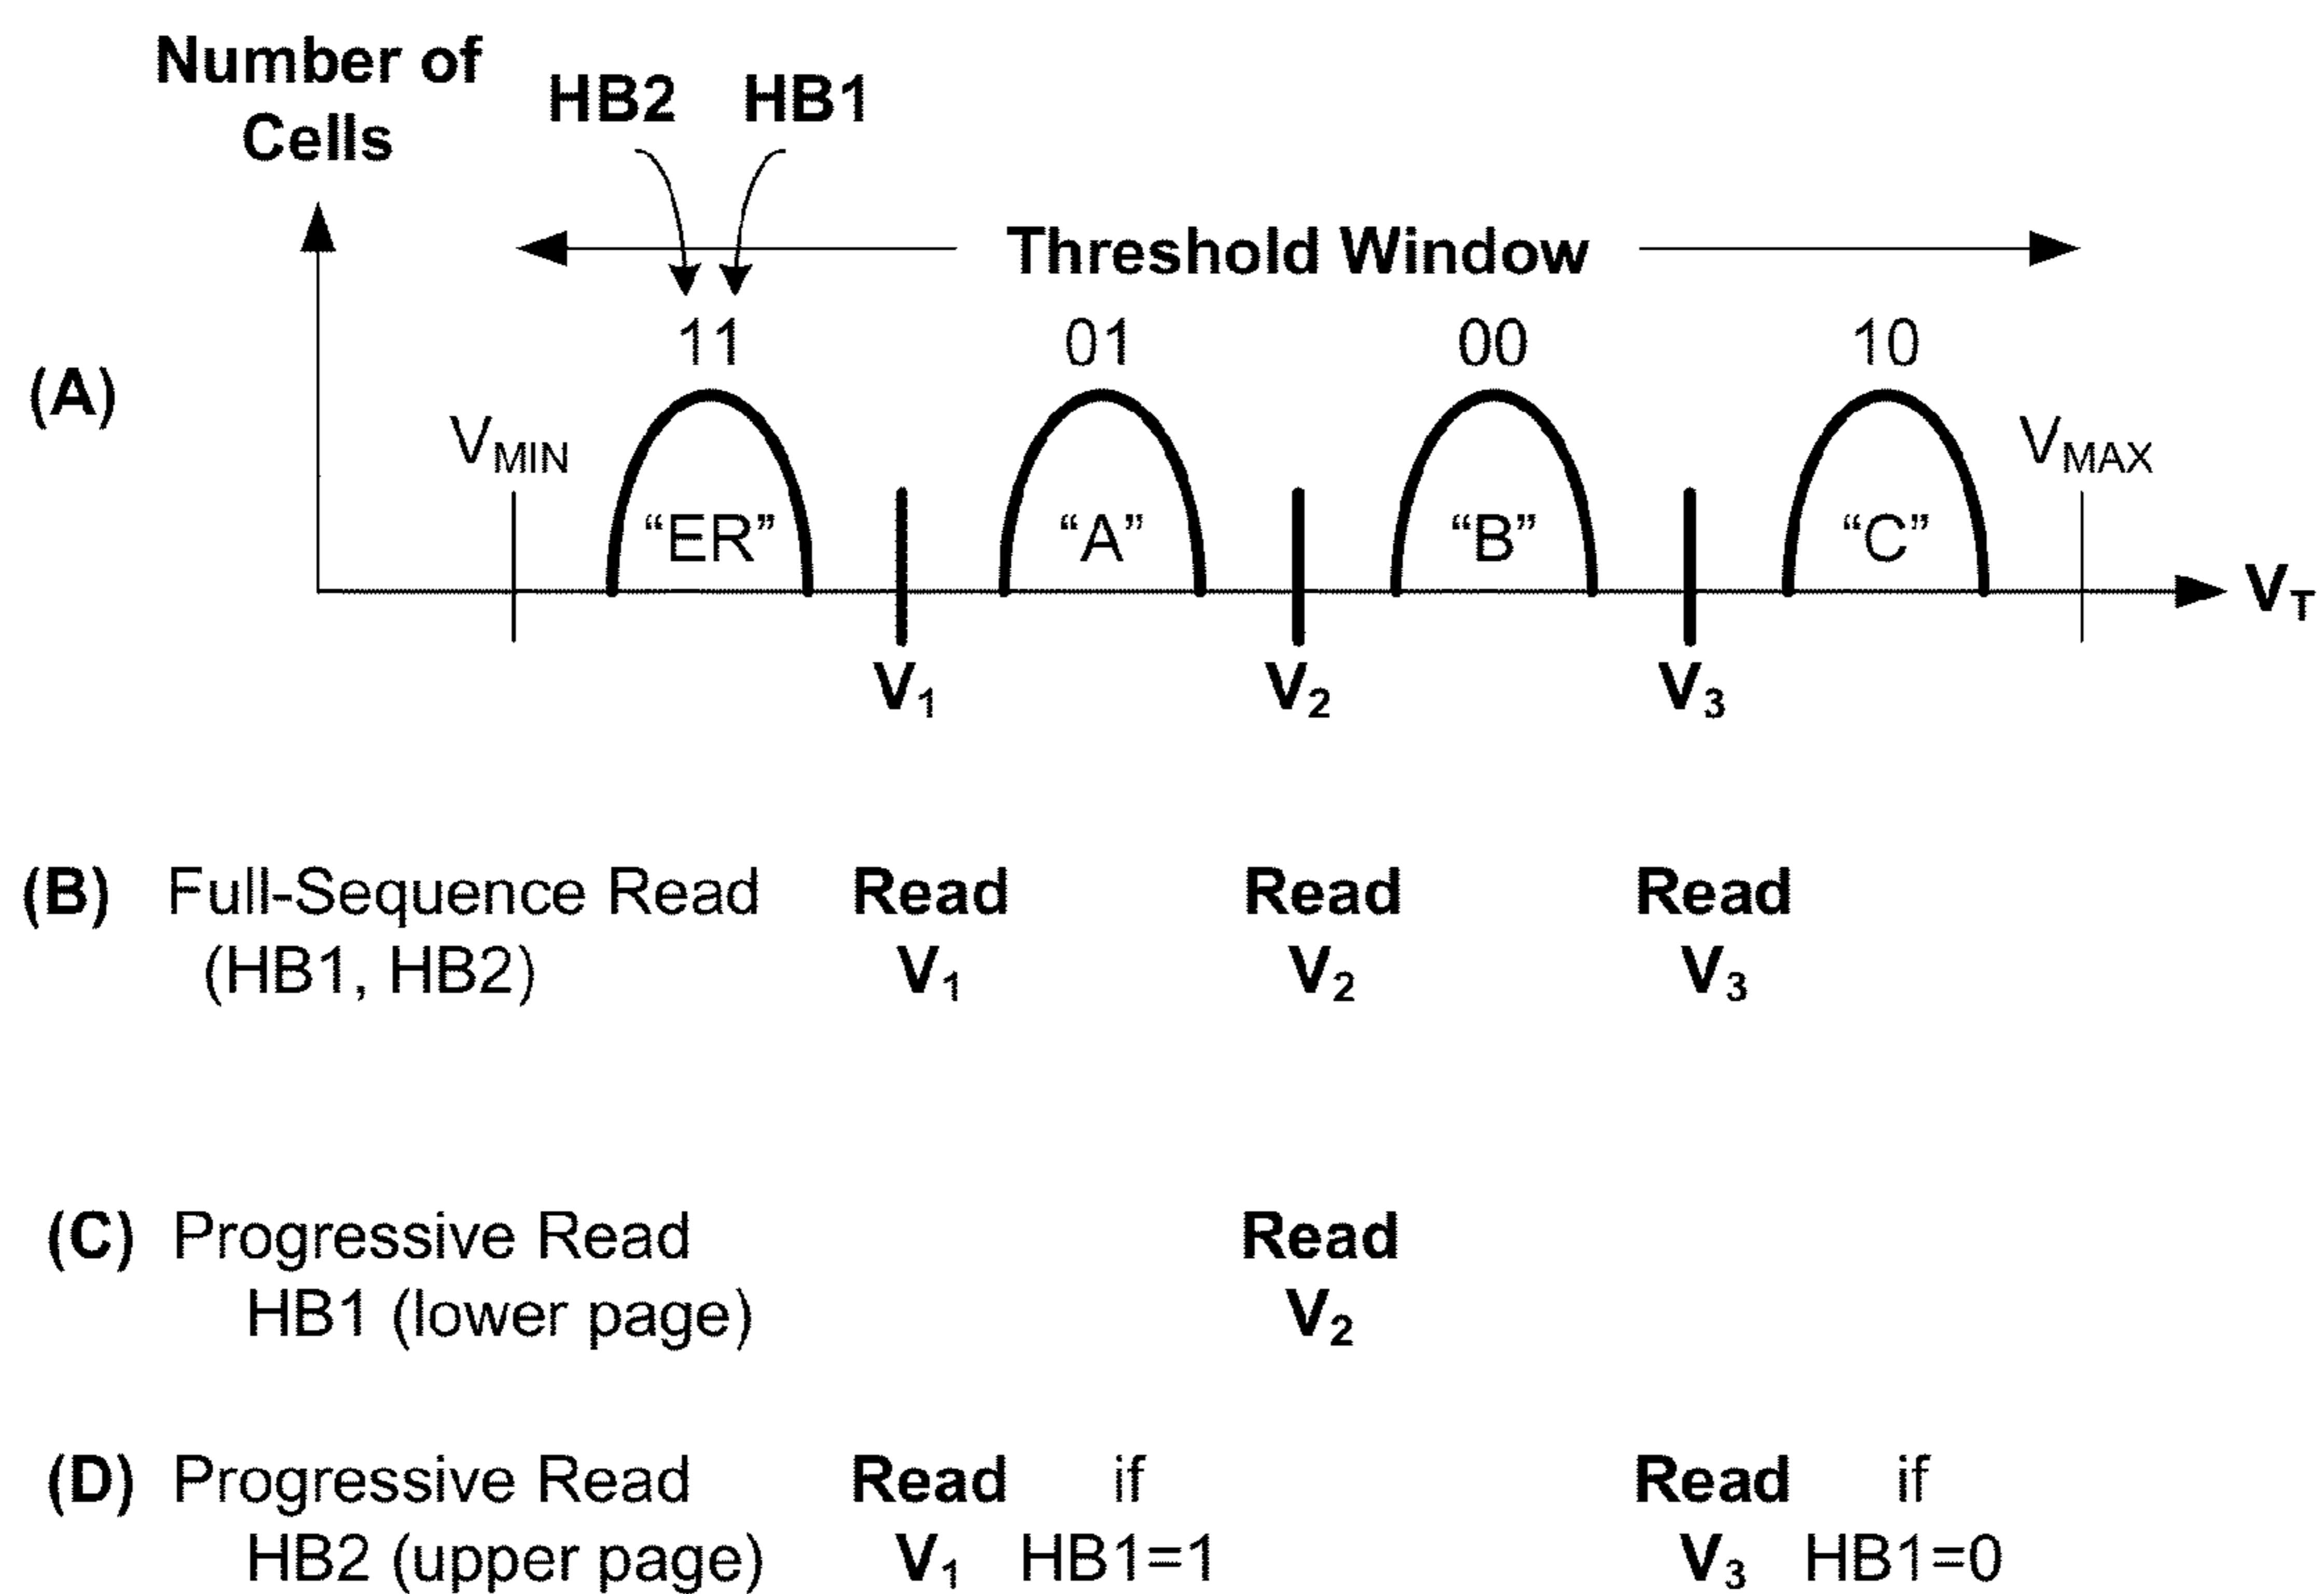 Number of
Cells
HB2 HB1
Threshold Window
11 01 00 10
(A)
VMIN VMAX
“ER” “A” “B” “C”
VT
V1 V2 V3
(B) Full-Sequence Read Read Read Read
(HB1, HB2) V1 V2 V3
(C) Progressive Read Read
HB1 (lower page) V2
(D) Progressive Read Read if Read if
HB2 (upper page) V1 HB1=1 V3 HB1=0